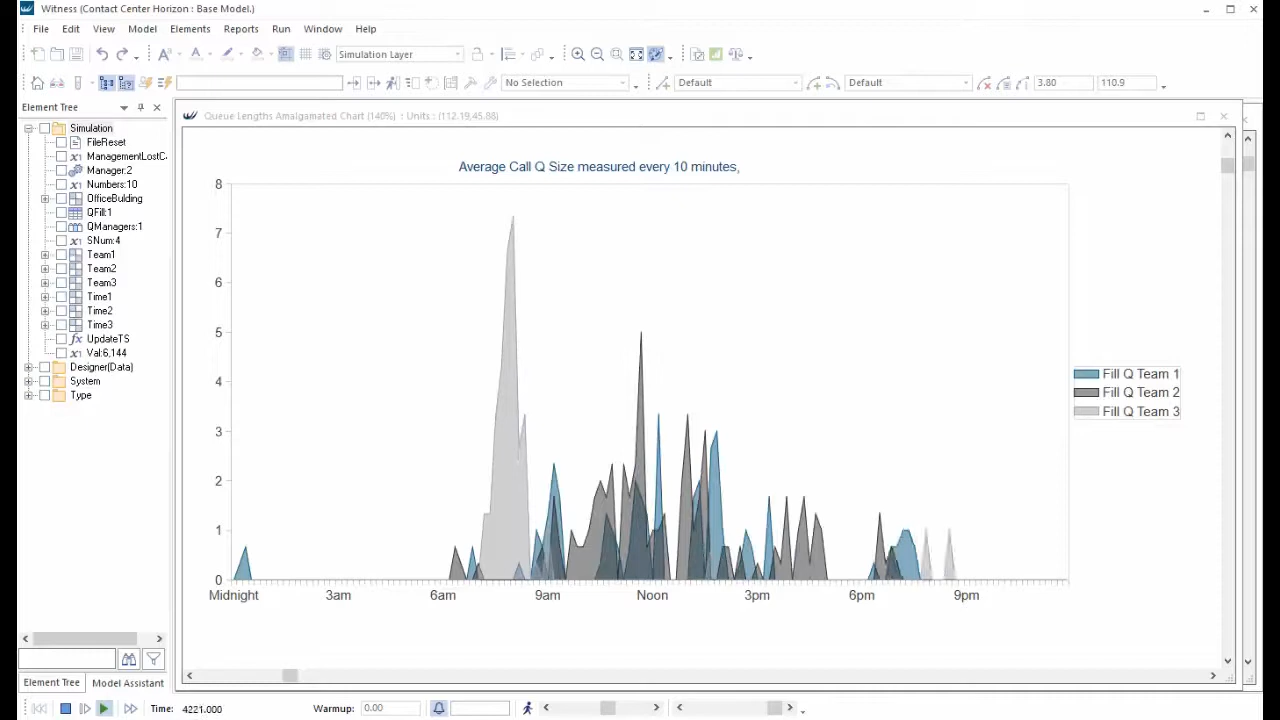 Witness (Contact Center Horizon : Base Model.)
File Edit View Model Elements Reports Run Window Help
Simulation Layer
No Selection Default Default 3.80 110.9
Element Tree
Queue Lengths Amalgamated Chart (140%) : Units : (112.19,45.88)
Simulation
FileReset
ManagementLostC
Manager:2
Numbers:10
OfficeBulding
QFill:1
QManagers:1
SNum:4
Team1
Team2
Team3
Time1
Time2
Time3
UpdateTS
Val:6,144
Designer(Data)
System
Type
Average Call Q Size measured every 10 minutes,
8
7
6
5
4
3
2
1
0
Midnight 3am 6am 9am Noon 3pm 6pm 9pm
Fill Q Team 1
Fill Q Team 2
Fill Q Team 3
Element Tree Model Assistant
Time: 4221.000 Warmup: 0.00